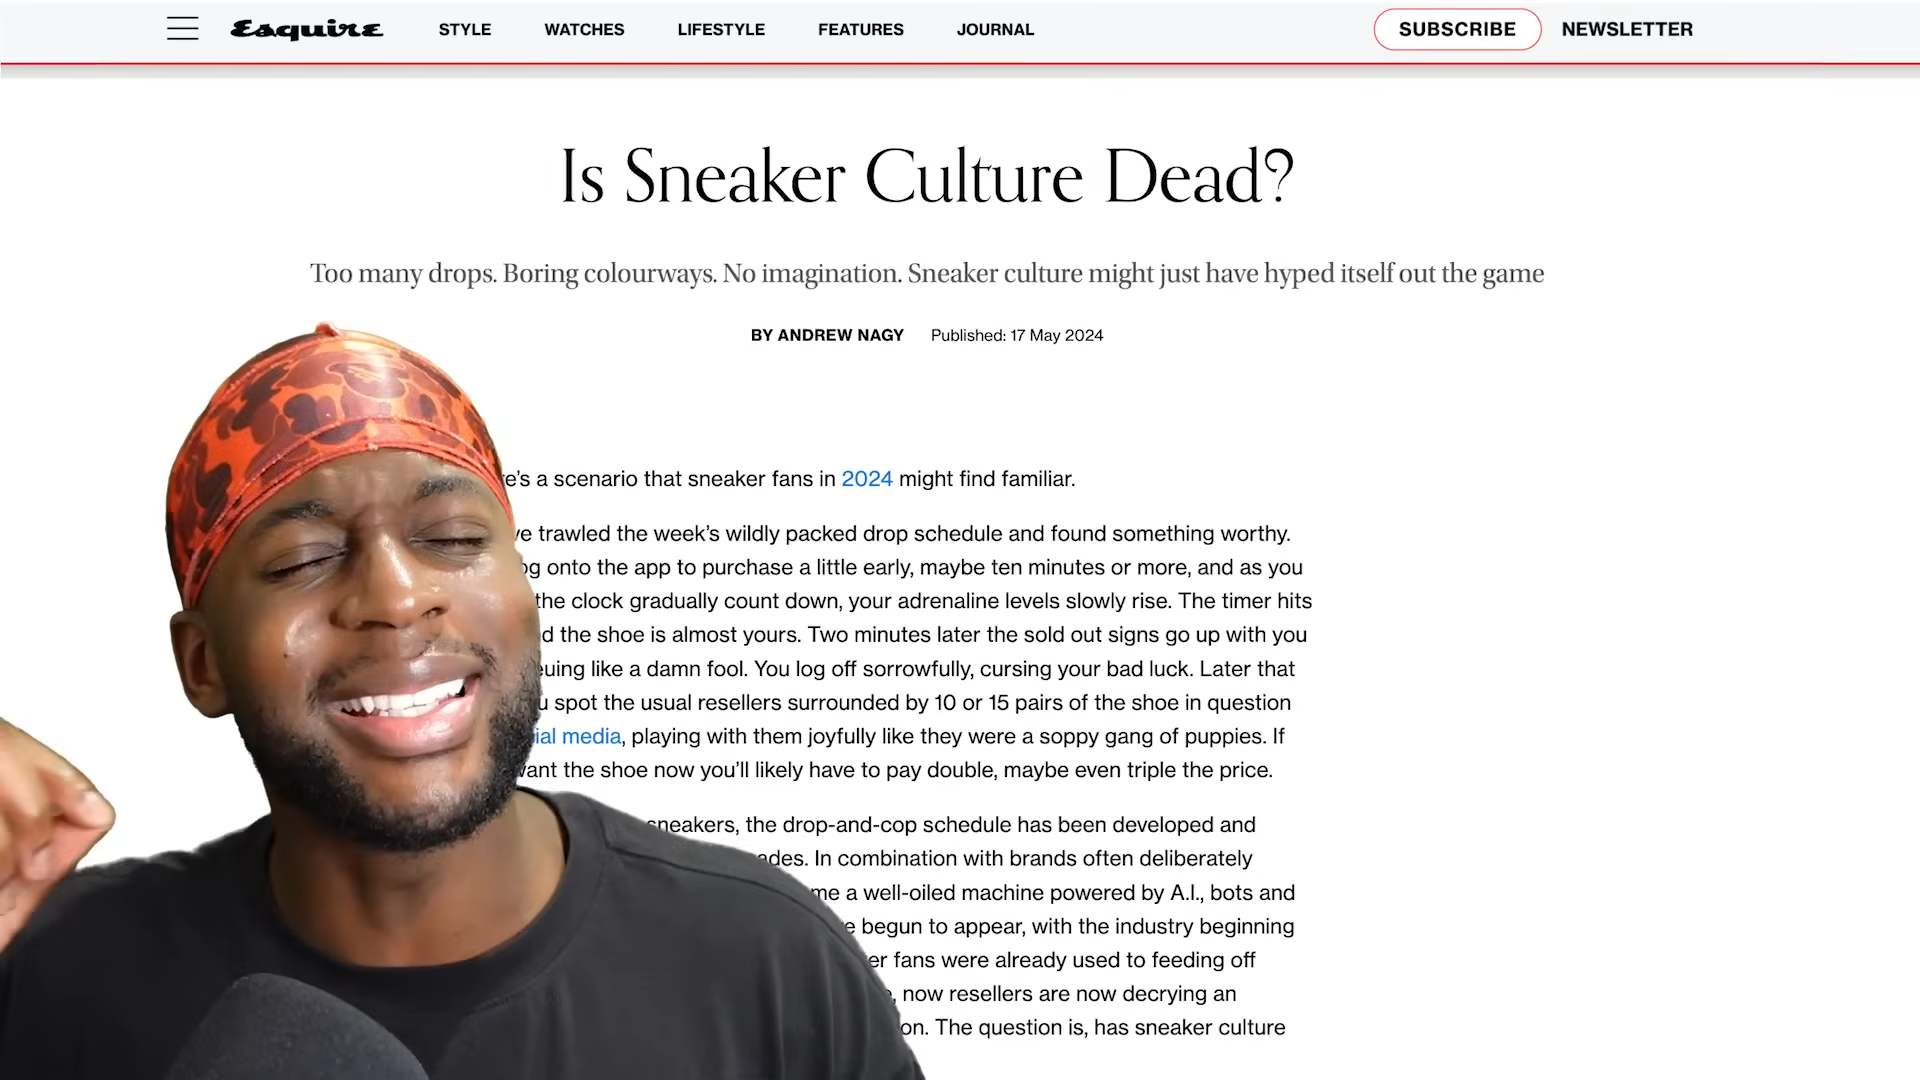 Esquire STYLE WATCHES LIFESTYLE FEATURES JOURNAL SUBSCRIBE NEWSLETTER
Is Sneaker Culture Dead?
Too many drops. Boring colourways. No imagination. Sneaker culture might just have hyped itself out the game
BY ANDREW NAGY Published: 17 May 2024
a scenario that sneaker fans in 2024 might find familiar.
trawled the week's wildly packed drop schedule and found something worthy.
onto the app to purchase a little early, maybe ten minutes or more, and as you
the clock gradually count down, your adrenaline levels slowly rise. The timer hits
the shoe is almost yours. Two minutes later the sold out signs go up with you
like a damn fool. You log off sorrowfully, cursing your bad luck. Later that
spot the usual resellers surrounded by 10 or 15 pairs of the shoe in question
media, playing with them joyfully like they were a soppy gang of puppies. If
the shoe now you'll likely have to pay double, maybe even triple the price.
sneakers, the drop-and-cop schedule has been developed and
In combination with brands often deliberately
a well-oiled machine powered by A.I., bots and
begun to appear, with the industry beginning
fans were already used to feeding off
now resellers are now decrying an
The question is, has sneaker culture